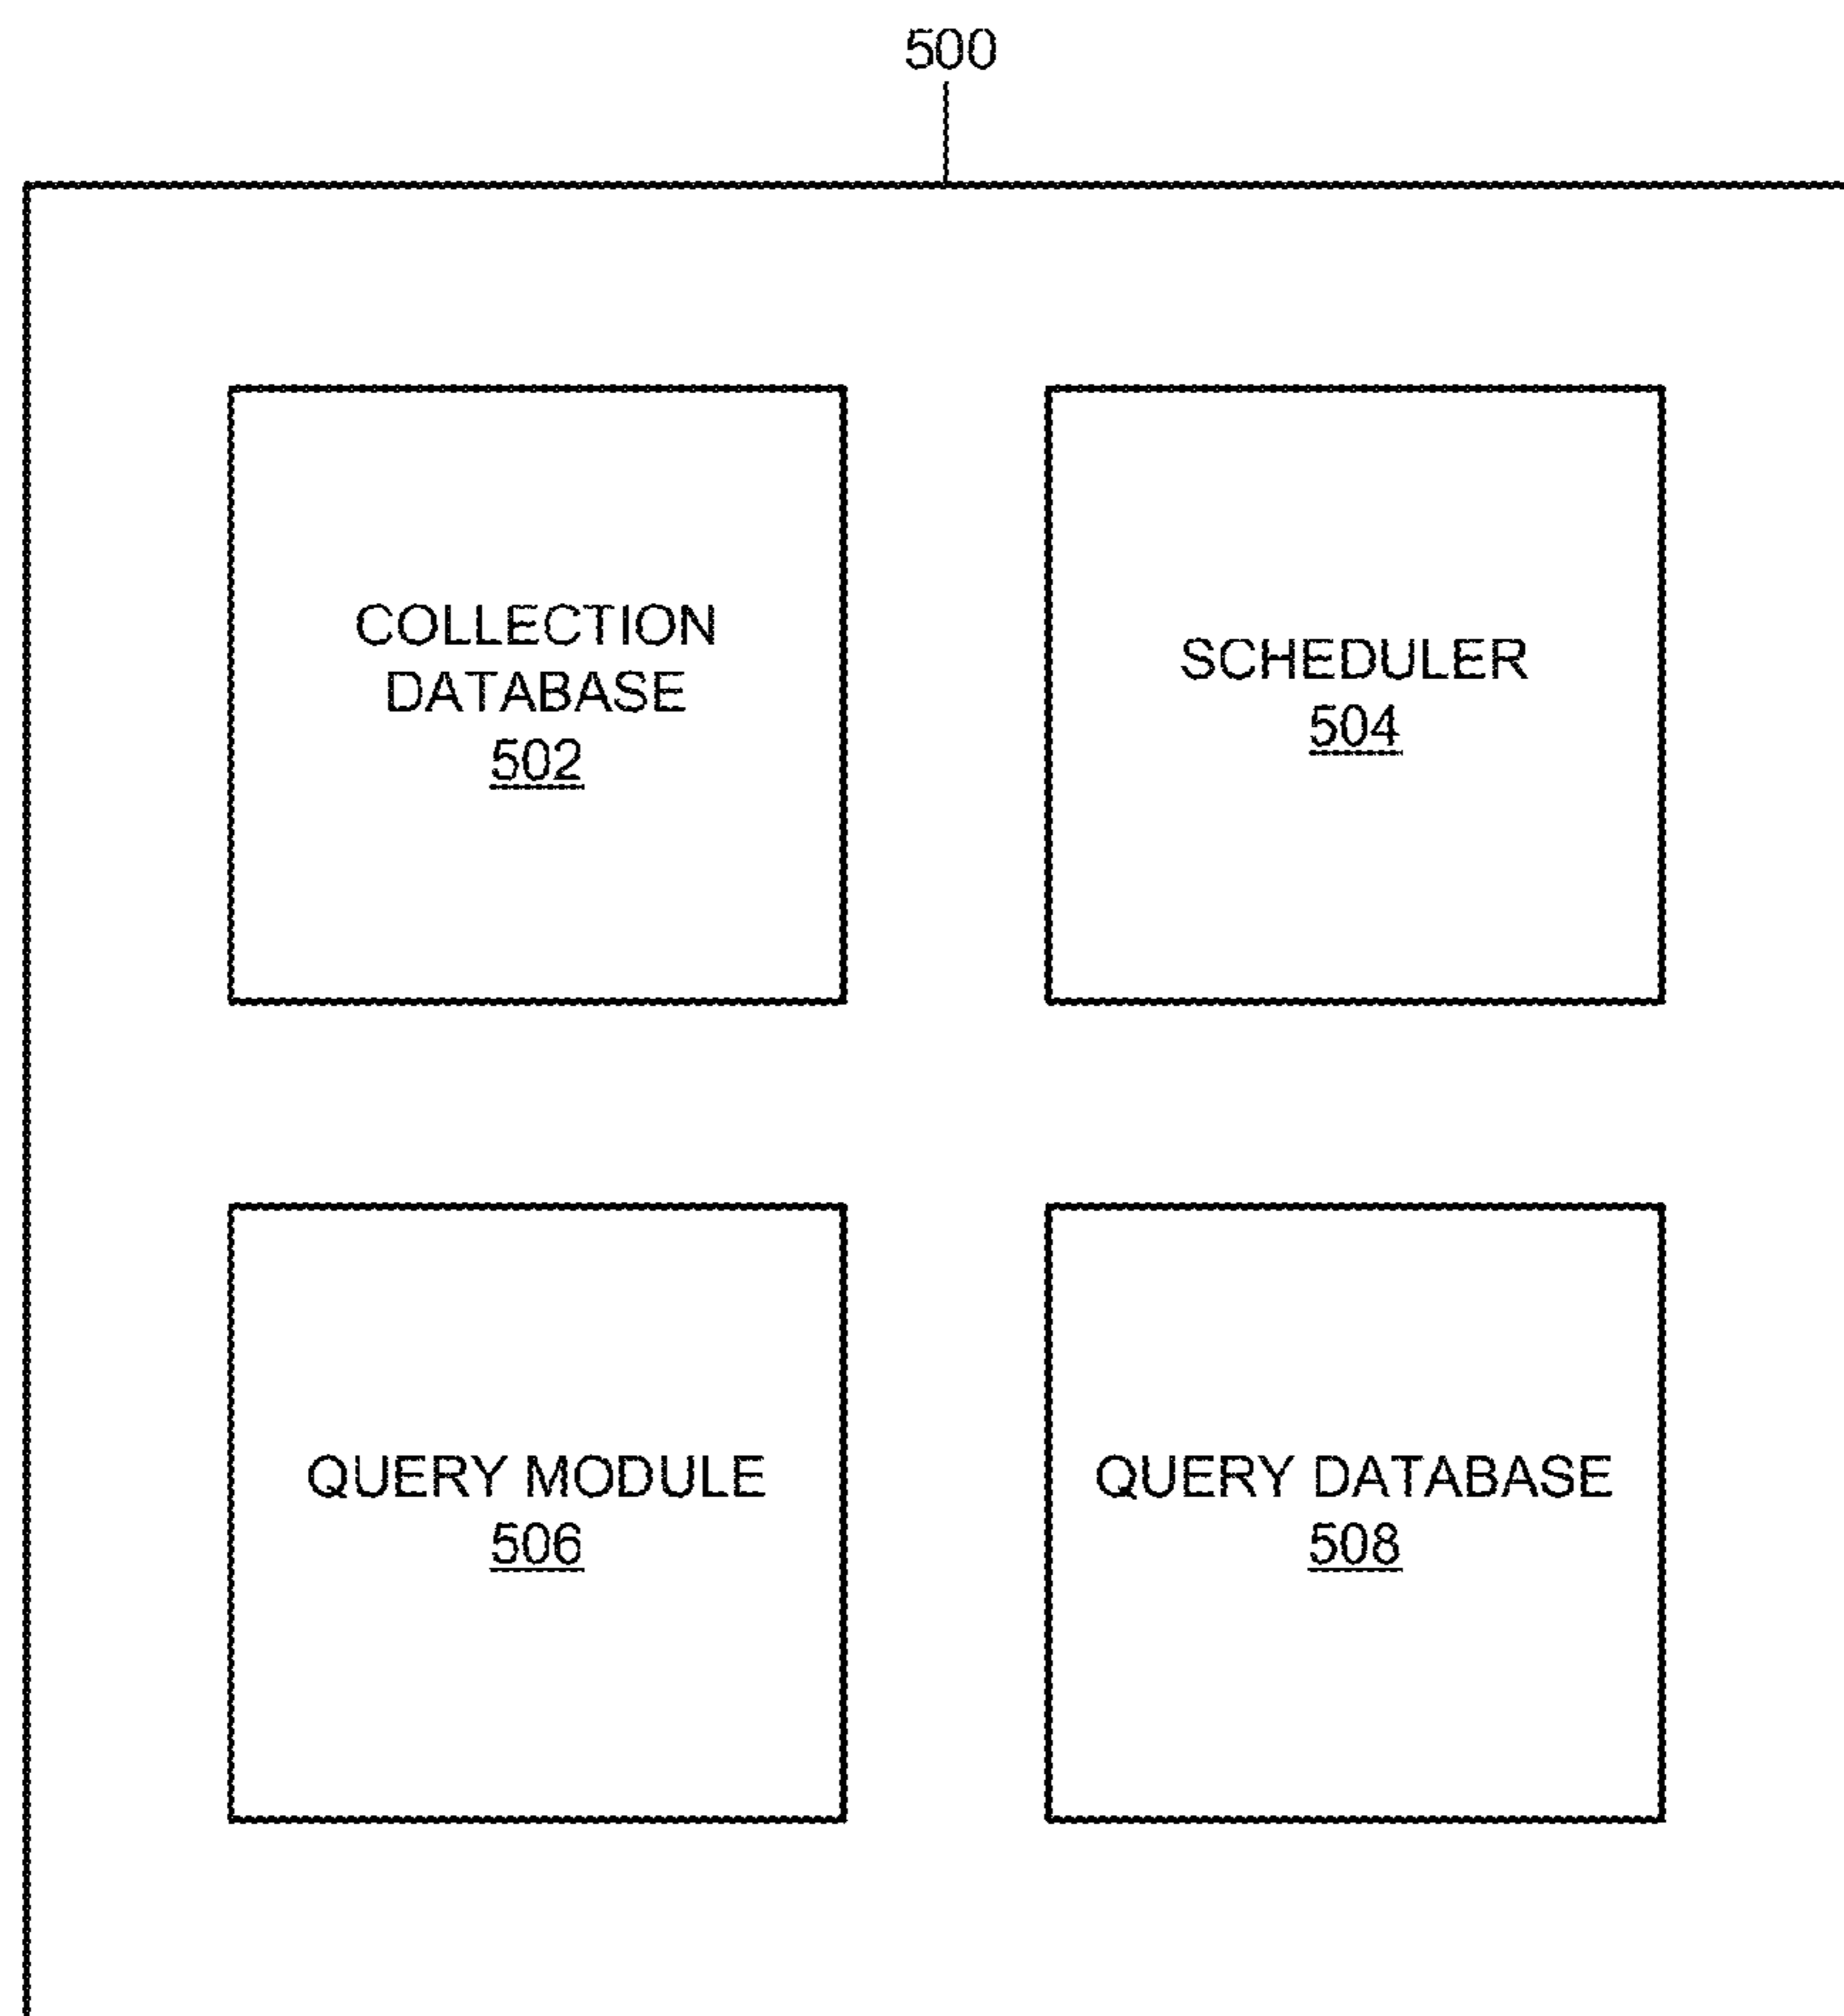 500
COLLECTION
DATABASE
502
SCHEDULER
504
QUERY MODULE
506
QUERY DATABASE
508